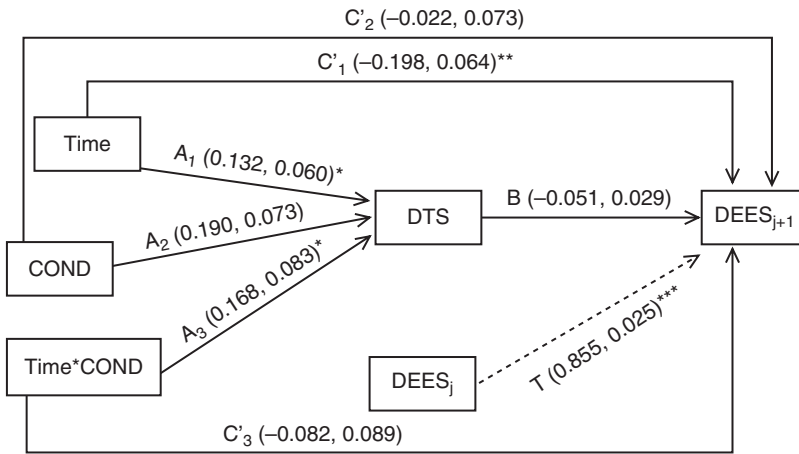 C'₂ (–0.022, 0.073)
C'₁ (–0.198, 0.064)**
Time
A₁ (0.132, 0.060)*
DTS
B (–0.051, 0.029)
DEESⱼ₊₁
A₂ (0.190, 0.073)
COND
A₃ (0.168, 0.083)*
Time*COND
DEESⱼ
T (0.855, 0.025)***
C'₃ (–0.082, 0.089)